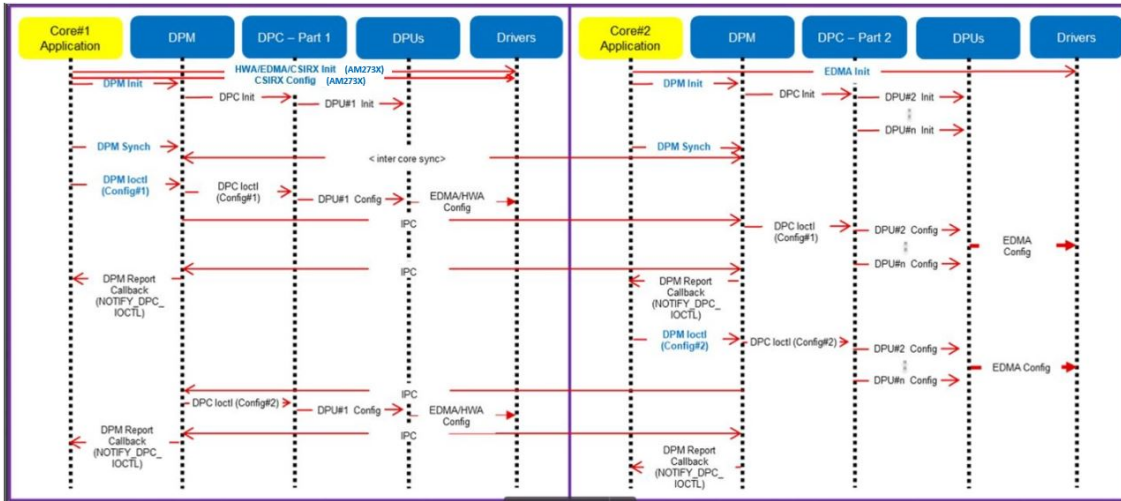 Core#1
Application
DPM
DPC – Part 1
DPUs
Drivers
Core#2
Application
DPM
DPC – Part 2
DPUs
Drivers
HWA/EDMA/CSIRX Init (AM273X)
CSIRX Config (AM273X)
EDMA Init
DPM Init
DPM Init
DPC Init
DPU#1 Init
DPC Init
DPU#2 Init
DPU#n Init
DPM Synch
DPM Synch
< inter core sync>
DPM Ioctl
(Config#1)
DPC Ioctl
(Config#1)
DPU#1 Config
EDMA/HWA
Config
IPC
DPC Ioctl
(Config#1)
DPU#2 Config
DPU#n Config
EDMA
Config
IPC
DPM Report
Callback
(NOTIFY_DPC_
IOCTL)
DPM Report
Callback
(NOTIFY_DPC_
IOCTL)
DPM Ioctl
(Config#2)
DPC Ioctl (Config#2)
DPU#2 Config
DPU#n Config
EDMA Config
IPC
DPC Ioctl (Config#2)
DPU#1 Config
EDMA/HWA
Config
IPC
DPM Report
Callback
(NOTIFY_DPC_
IOCTL)
DPM Report
Callback
(NOTIFY_DPC_
IOCTL)